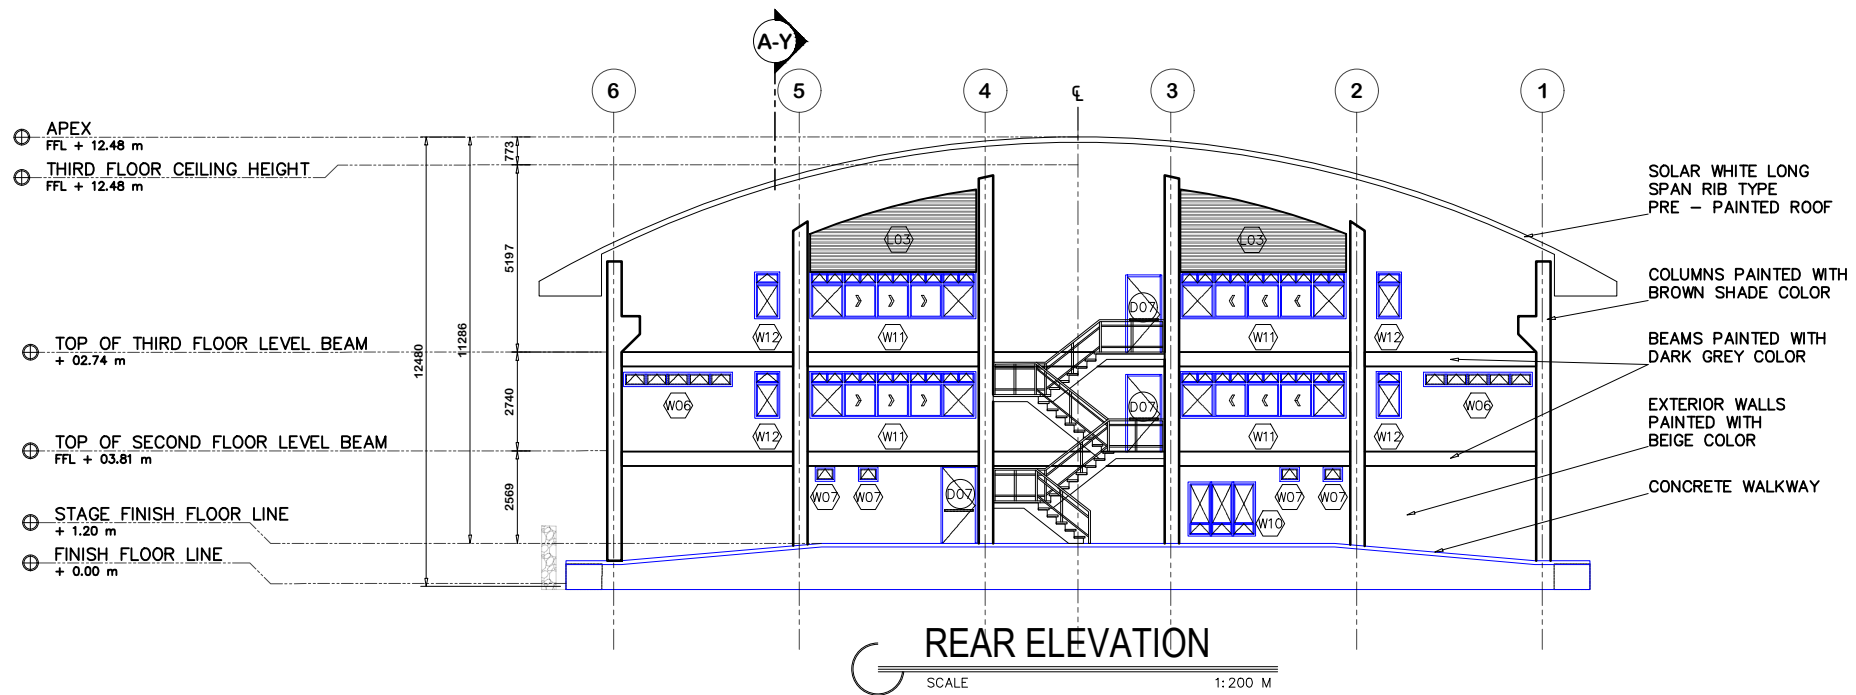 A-Y
6
5
4
℄
3
2
1
APEX
FFL + 12.48 m
THIRD FLOOR CEILING HEIGHT
FFL + 12.48 m
TOP OF THIRD FLOOR LEVEL BEAM
+ 02.74 m
TOP OF SECOND FLOOR LEVEL BEAM
FFL + 03.81 m
STAGE FINISH FLOOR LINE
+ 1.20 m
FINISH FLOOR LINE
+ 0.00 m
12480
11286
773
5197
2740
2569
L03
L03
D07
W12
W11
W11
W12
W06
D07
W06
W12
W11
W11
W12
W07
W07
D07
W07
W07
W10
SOLAR WHITE LONG
SPAN RIB TYPE
PRE - PAINTED ROOF
COLUMNS PAINTED WITH
BROWN SHADE COLOR
BEAMS PAINTED WITH
DARK GREY COLOR
EXTERIOR WALLS
PAINTED WITH
BEIGE COLOR
CONCRETE WALKWAY
REAR ELEVATION
SCALE 1:200 M